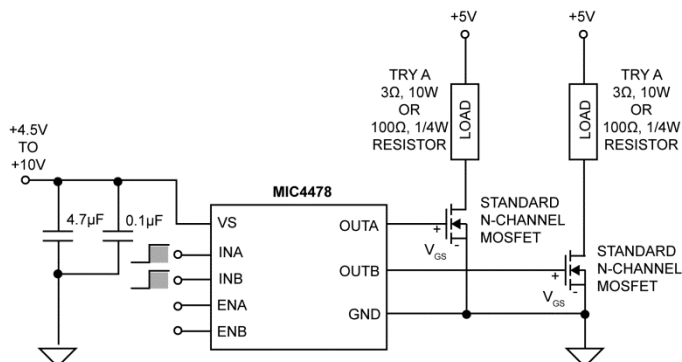 +5V
+5V
TRY A
3Ω, 10W
OR
100Ω, 1/4W
RESISTOR
LOAD
TRY A
3Ω, 10W
OR
100Ω, 1/4W
RESISTOR
LOAD
+4.5V
TO
+10V
4.7µF
0.1µF
MIC4478
VS
INA
INB
ENA
ENB
OUTA
OUTB
GND
+
-
VGS
STANDARD
N-CHANNEL
MOSFET
+
-
VGS
STANDARD
N-CHANNEL
MOSFET